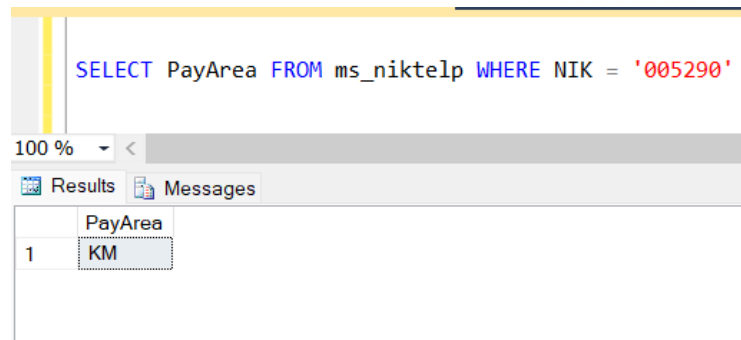 SELECT PayArea FROM ms_niktelp WHERE NIK = '005290'
100 %
Results Messages
PayArea
1 KM